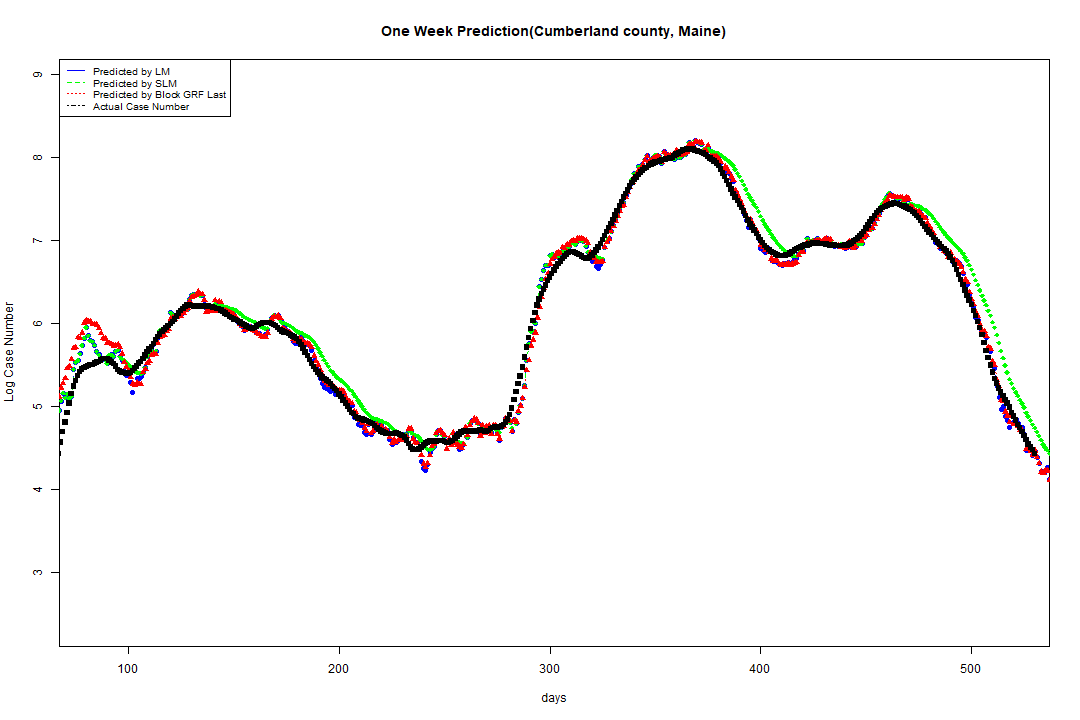 One Week Prediction(Cumberland county, Maine)
Predicted by LM
Predicted by SLM
Predicted by Block GRF Last
Actual Case Number
9
8
7
6
5
4
3
Log Case Number
100 200 300 400 500
days